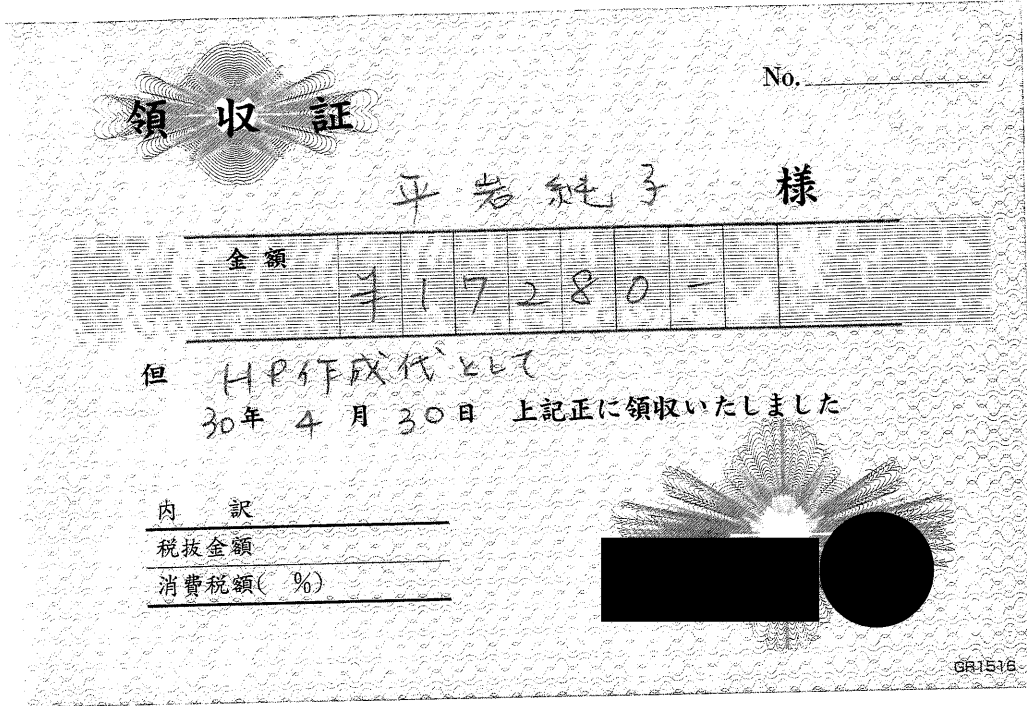 領収証
No.
平岩純子 様
金額 ¥17280-
但 HP作成代として
30年 4月 30日 上記正に領収いたしました
内訳
税抜金額
消費税額( %)
GR1516